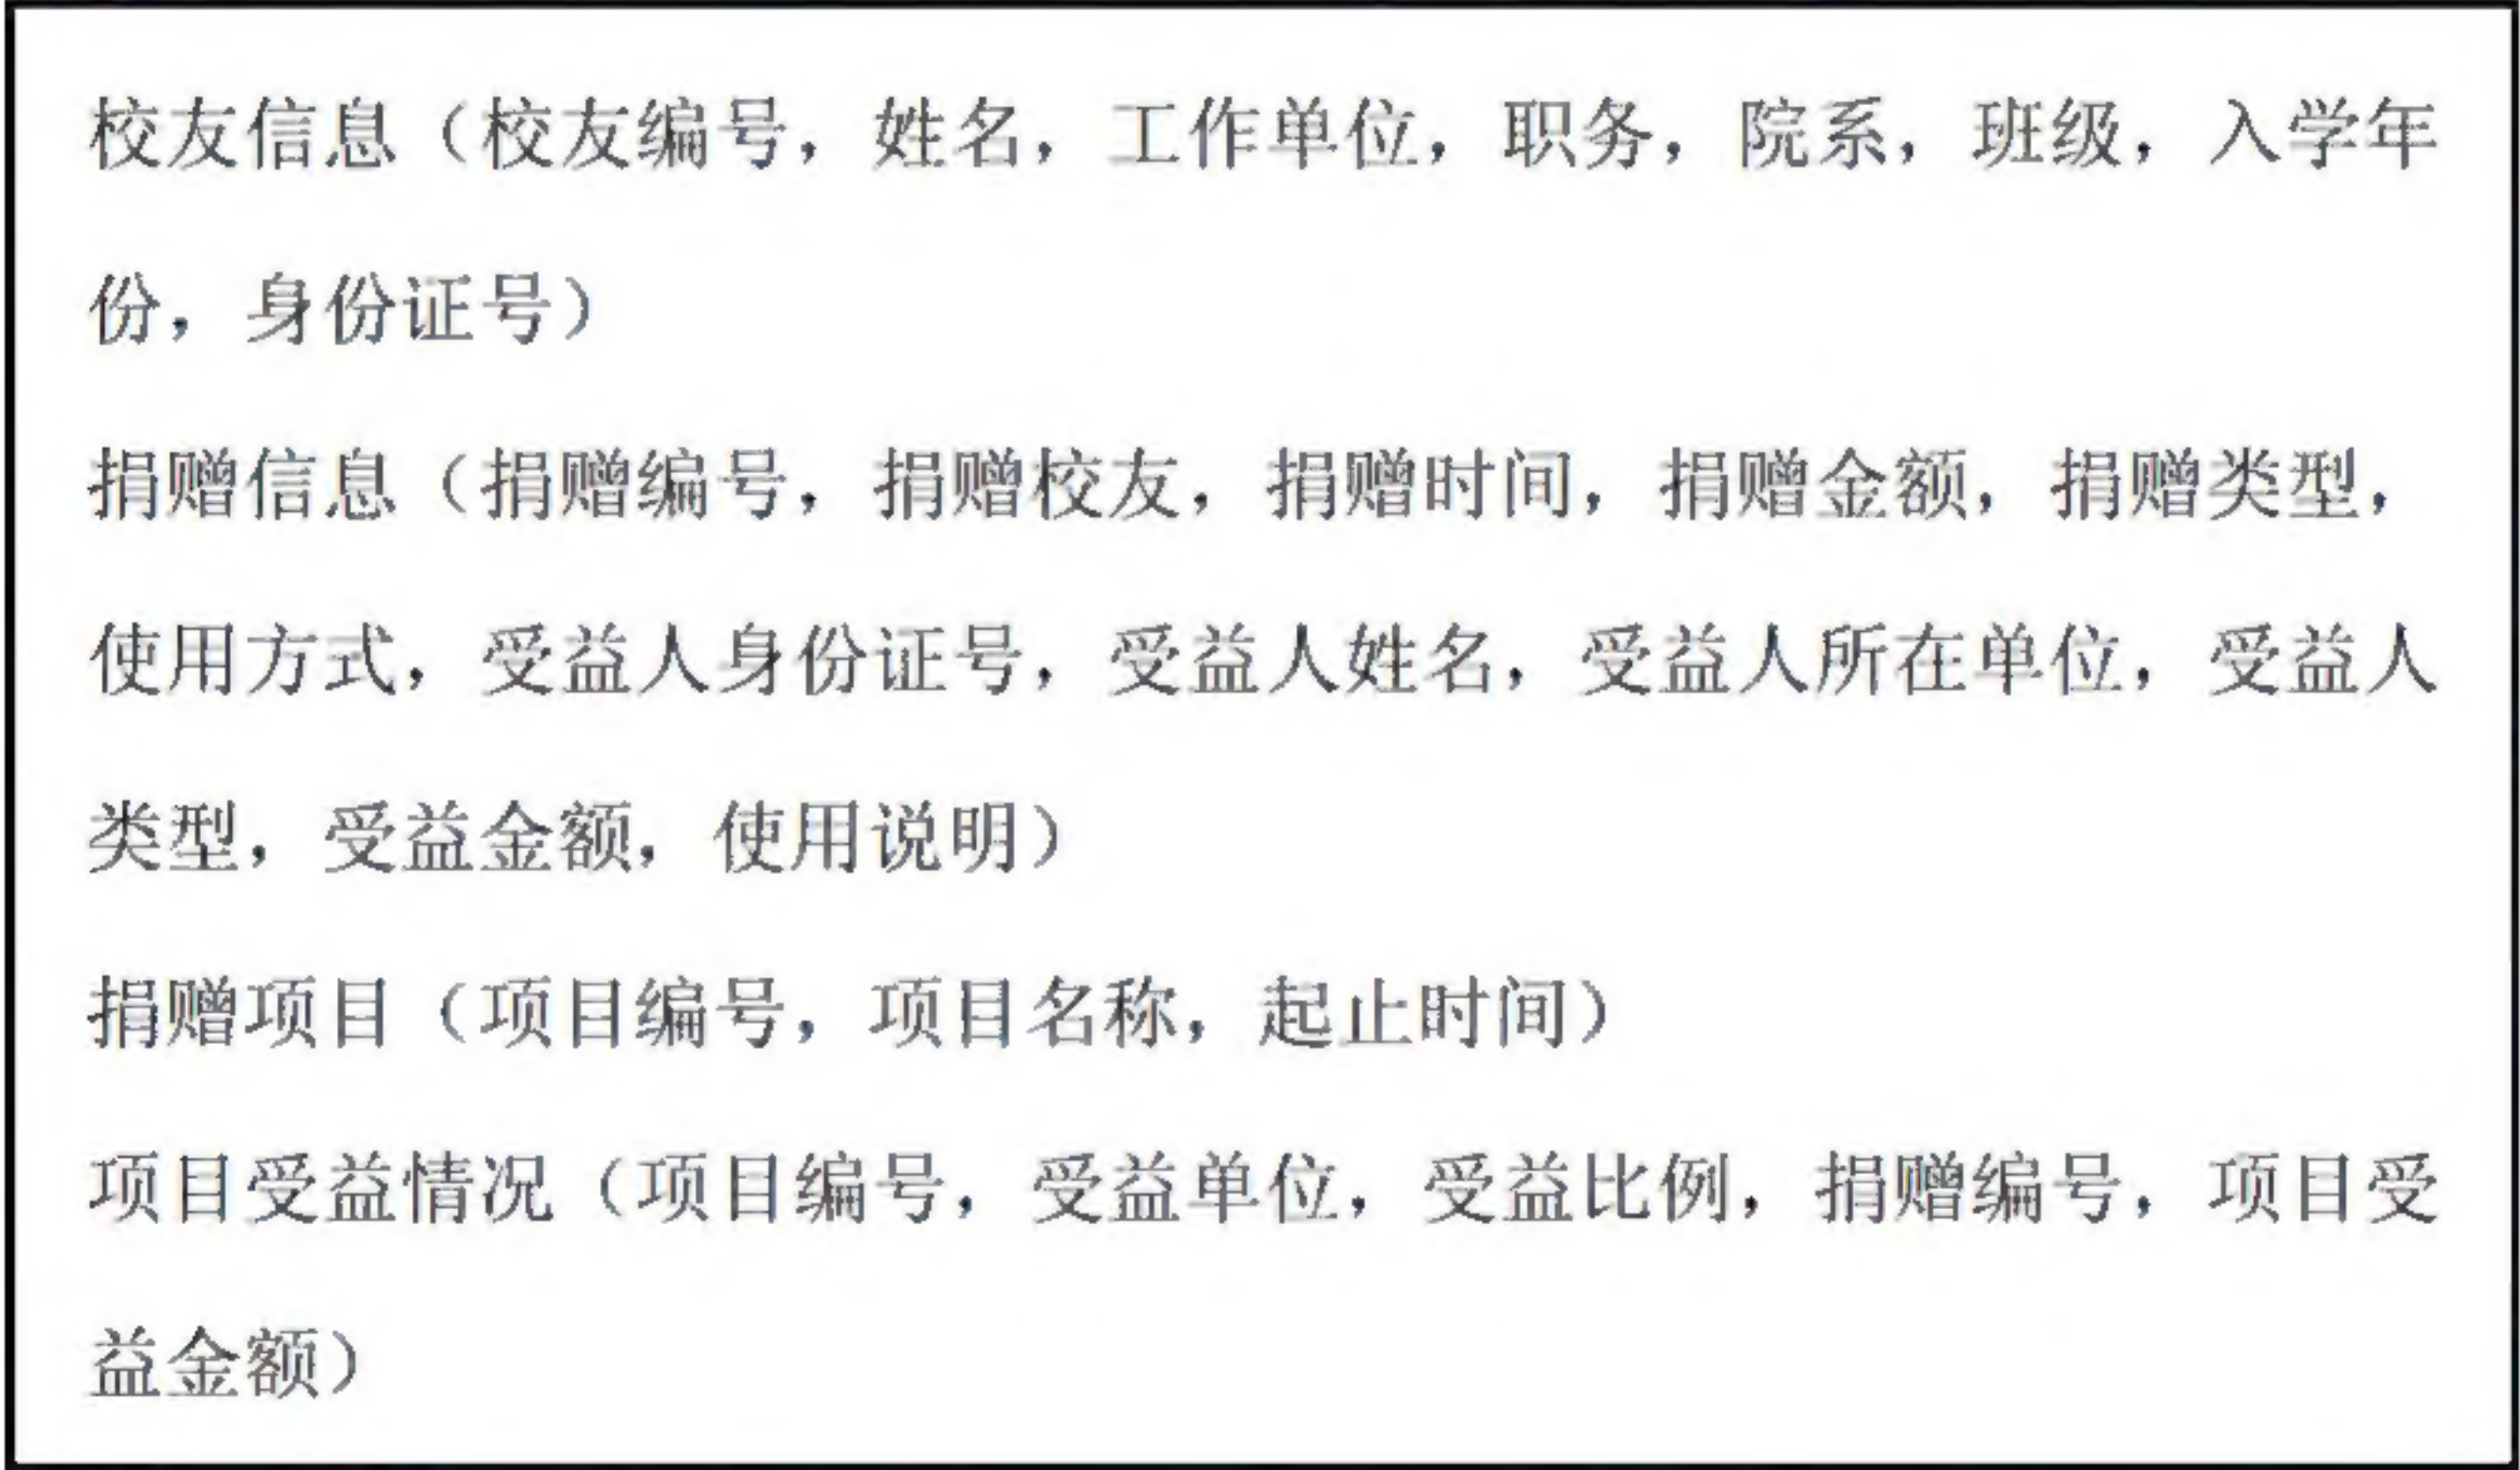 校友信息（校友编号，姓名，工作单位，职务，院系，班级，入学年
份，身份证号）
捐赠信息（捐赠编号，捐赠校友，捐赠时间，捐赠金额，捐赠类型，
使用方式，受益人身份证号，受益人姓名，受益人所在单位，受益人
类型，受益金额，使用说明）
捐赠项目（项目编号，项目名称，起止时间）
项目受益情况（项目编号，受益单位，受益比例，捐赠编号，项目受
益金额）